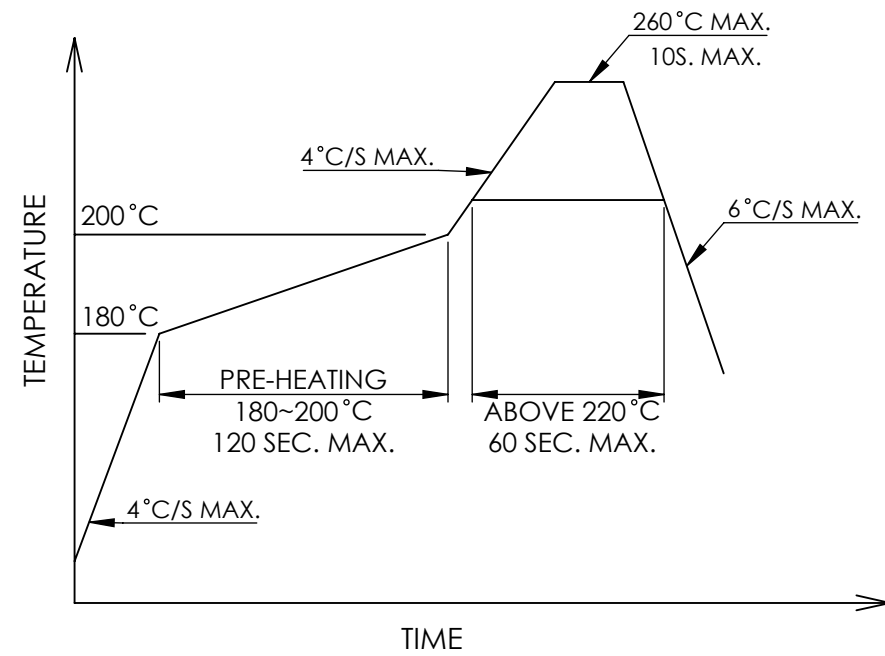 260°C MAX.
10S. MAX.
4°C/S MAX.
6°C/S MAX.
200°C
180°C
TEMPERATURE
PRE-HEATING
180~200°C
120 SEC. MAX.
ABOVE 220°C
60 SEC. MAX.
4°C/S MAX.
TIME